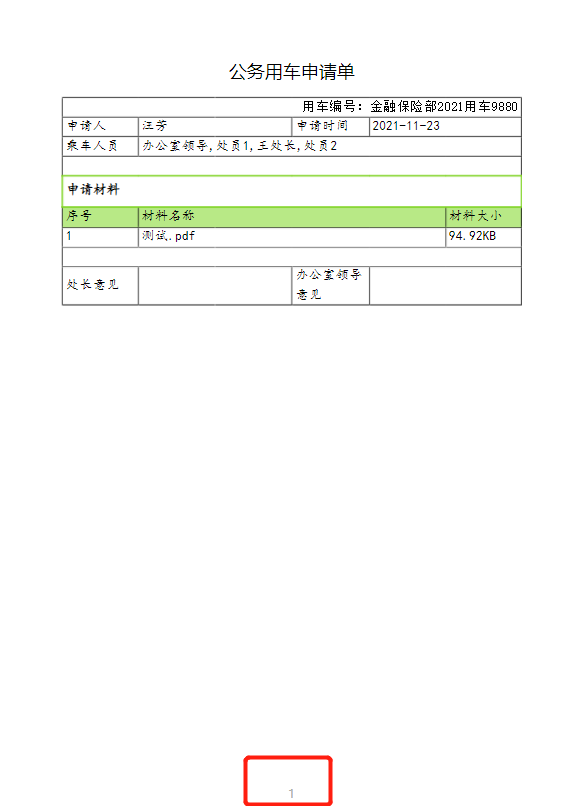 公务用车申请单
用车编号：金融保险部2021用车9880
申请人 汪芳 申请时间 2021-11-23
乘车人员 办公室领导,处员1,王处长,处员2
申请材料
序号 材料名称 材料大小
1 测试.pdf 94.92KB
处长意见 办公室领导
意见
1